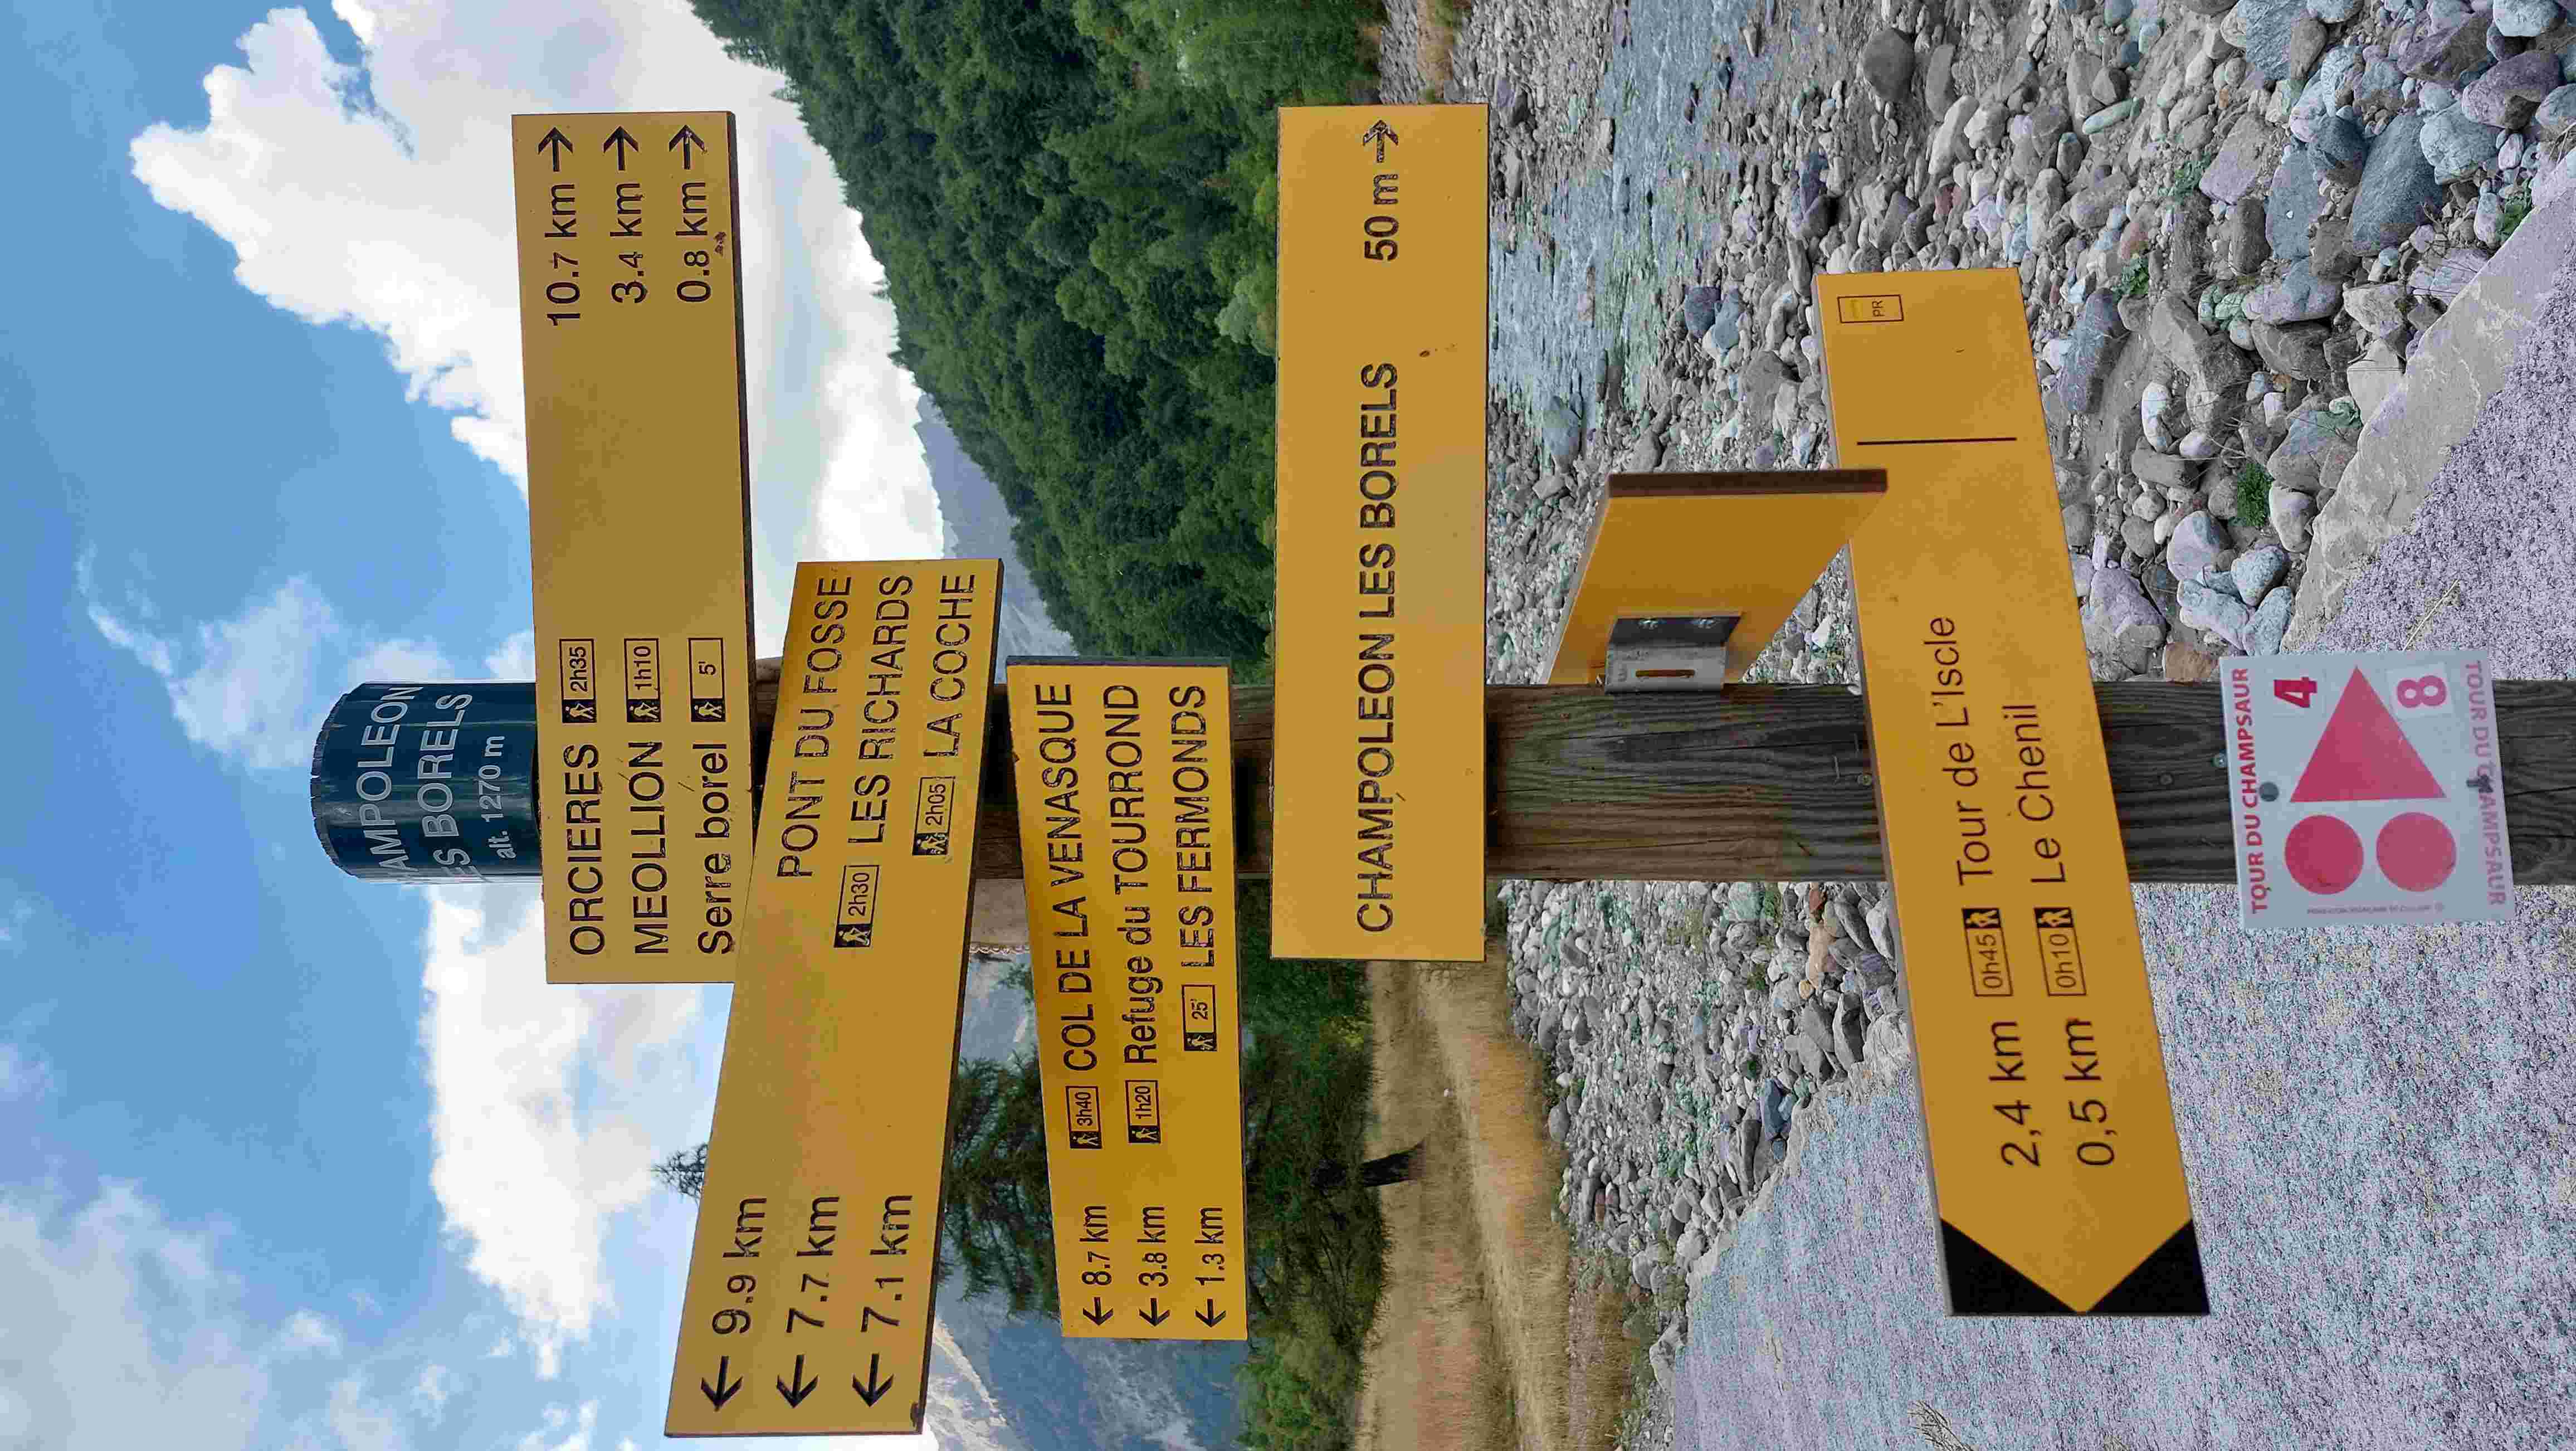 AMPOLEON
ES BORELS
alt. 1270 m
ORCIERES 2h35 10.7 km →
MEOLLION 1h10 3.4 km →
Serre borel 5' 0.8 km →
← 9.9 km PONT DU FOSSE
← 7.7 km 2h30 LES RICHARDS
← 7.1 km 2h05 LA COCHE
← 8.7 km 3h40 COL DE LA VENASQUE
← 3.8 km 1h20 Refuge du TOURROND
← 1.3 km 25' LES FERMONDS
CHAMPOLEON LES BORELS 50 m →
PR
2,4 km 0h45 Tour de L'Iscle
0,5 km 0h10 Le Chenil
TOUR DU CHAMPSAUR
4
8
TOUR DU CHAMPSAUR